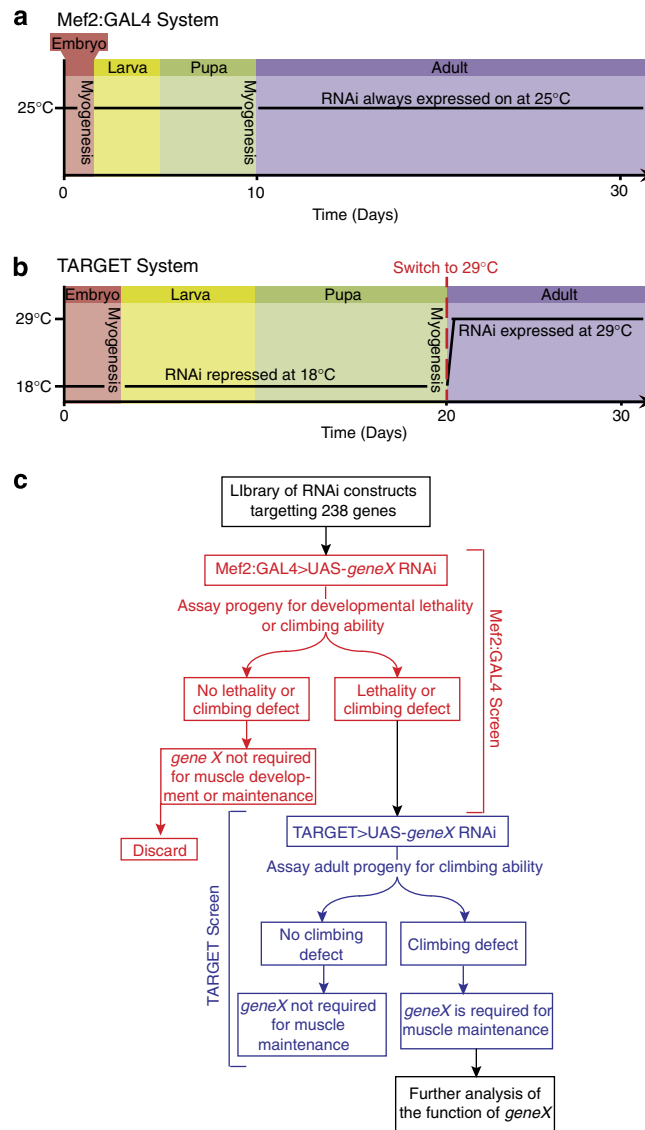 a
Mef2:GAL4 System
Embryo
Larva
Pupa
Adult
Myogenesis
Myogenesis
RNAi always expressed on at 25°C
25°C
0
10
30
Time (Days)
b
TARGET System
Switch to 29°C
Embryo
Larva
Pupa
Adult
29°C
Myogenesis
Myogenesis
RNAi expressed at 29°C
RNAi repressed at 18°C
18°C
0
20
30
Time (Days)
c
LIbrary of RNAi constructs
targetting 238 genes
Mef2:GAL4>UAS-geneX RNAi
Assay progeny for developmental lethality
or climbing ability
Mef2:GAL4 Screen
No lethality or
climbing defect
Lethality or
climbing defect
gene X not required
for muscle develop-
ment or maintenance
Discard
TARGET>UAS-geneX RNAi
Assay adult progeny for climbing ability
TARGET Screen
No climbing
defect
Climbing defect
geneX not required
for muscle
maintenance
geneX is required for
muscle maintenance
Further analysis of
the function of geneX